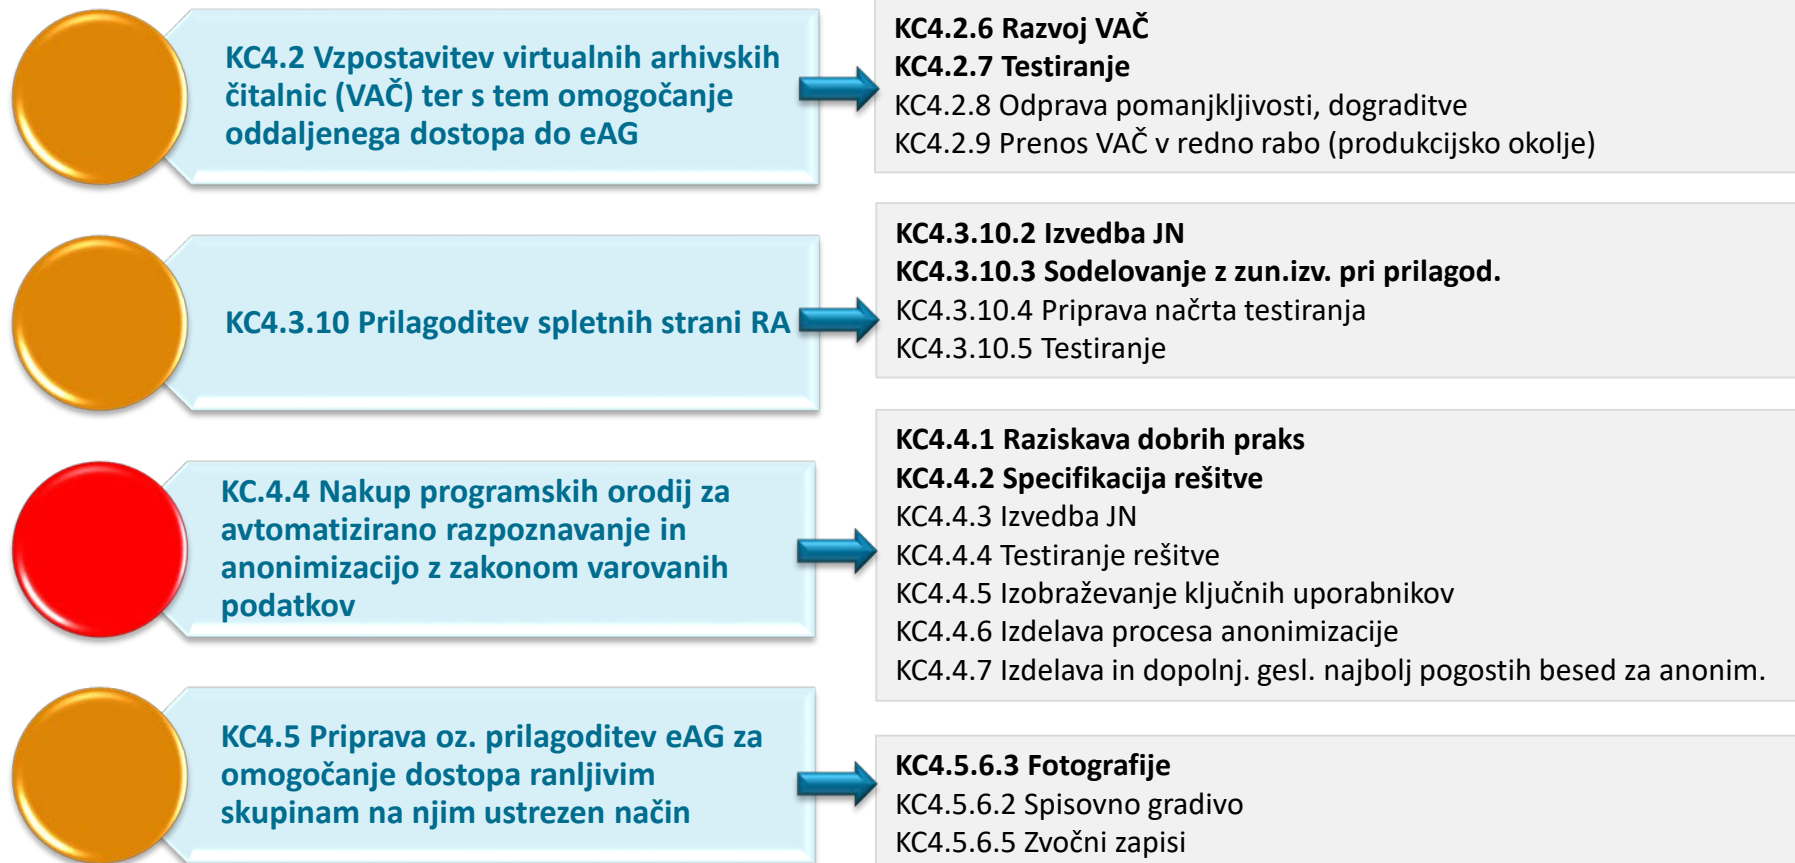 KC4.2 Vzpostavitev virtualnih arhivskih
čitalnic (VAČ) ter s tem omogočanje
oddaljenega dostopa do eAG
KC4.2.6 Razvoj VAČ
KC4.2.7 Testiranje
KC4.2.8 Odprava pomanjkljivosti, dograditve
KC4.2.9 Prenos VAČ v redno rabo (produkcijsko okolje)
KC4.3.10 Prilagoditev spletnih strani RA
KC4.3.10.2 Izvedba JN
KC4.3.10.3 Sodelovanje z zun.izv. pri prilagod.
KC4.3.10.4 Priprava načrta testiranja
KC4.3.10.5 Testiranje
KC.4.4 Nakup programskih orodij za
avtomatizirano razpoznavanje in
anonimizacijo z zakonom varovanih
podatkov
KC4.4.1 Raziskava dobrih praks
KC4.4.2 Specifikacija rešitve
KC4.4.3 Izvedba JN
KC4.4.4 Testiranje rešitve
KC4.4.5 Izobraževanje ključnih uporabnikov
KC4.4.6 Izdelava procesa anonimizacije
KC4.4.7 Izdelava in dopolnj. gesl. najbolj pogostih besed za anonim.
KC4.5 Priprava oz. prilagoditev eAG za
omogočanje dostopa ranljivim
skupinam na njim ustrezen način
KC4.5.6.3 Fotografije
KC4.5.6.2 Spisovno gradivo
KC4.5.6.5 Zvočni zapisi